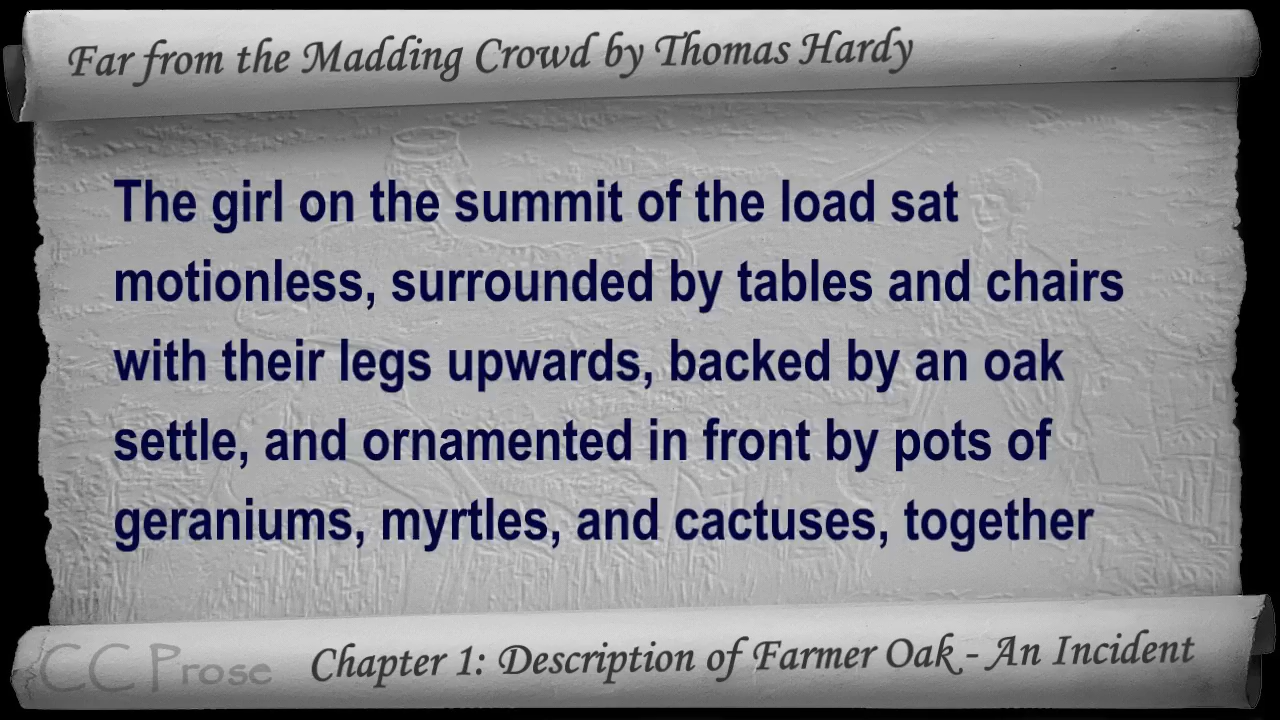 Far from the Madding Crowd by Thomas Hardy
The girl on the summit of the load sat
motionless, surrounded by tables and chairs
with their legs upwards, backed by an oak
settle, and ornamented in front by pots of
geraniums, myrtles, and cactuses, together
CC Prose
Chapter 1: Description of Farmer Oak - An Incident